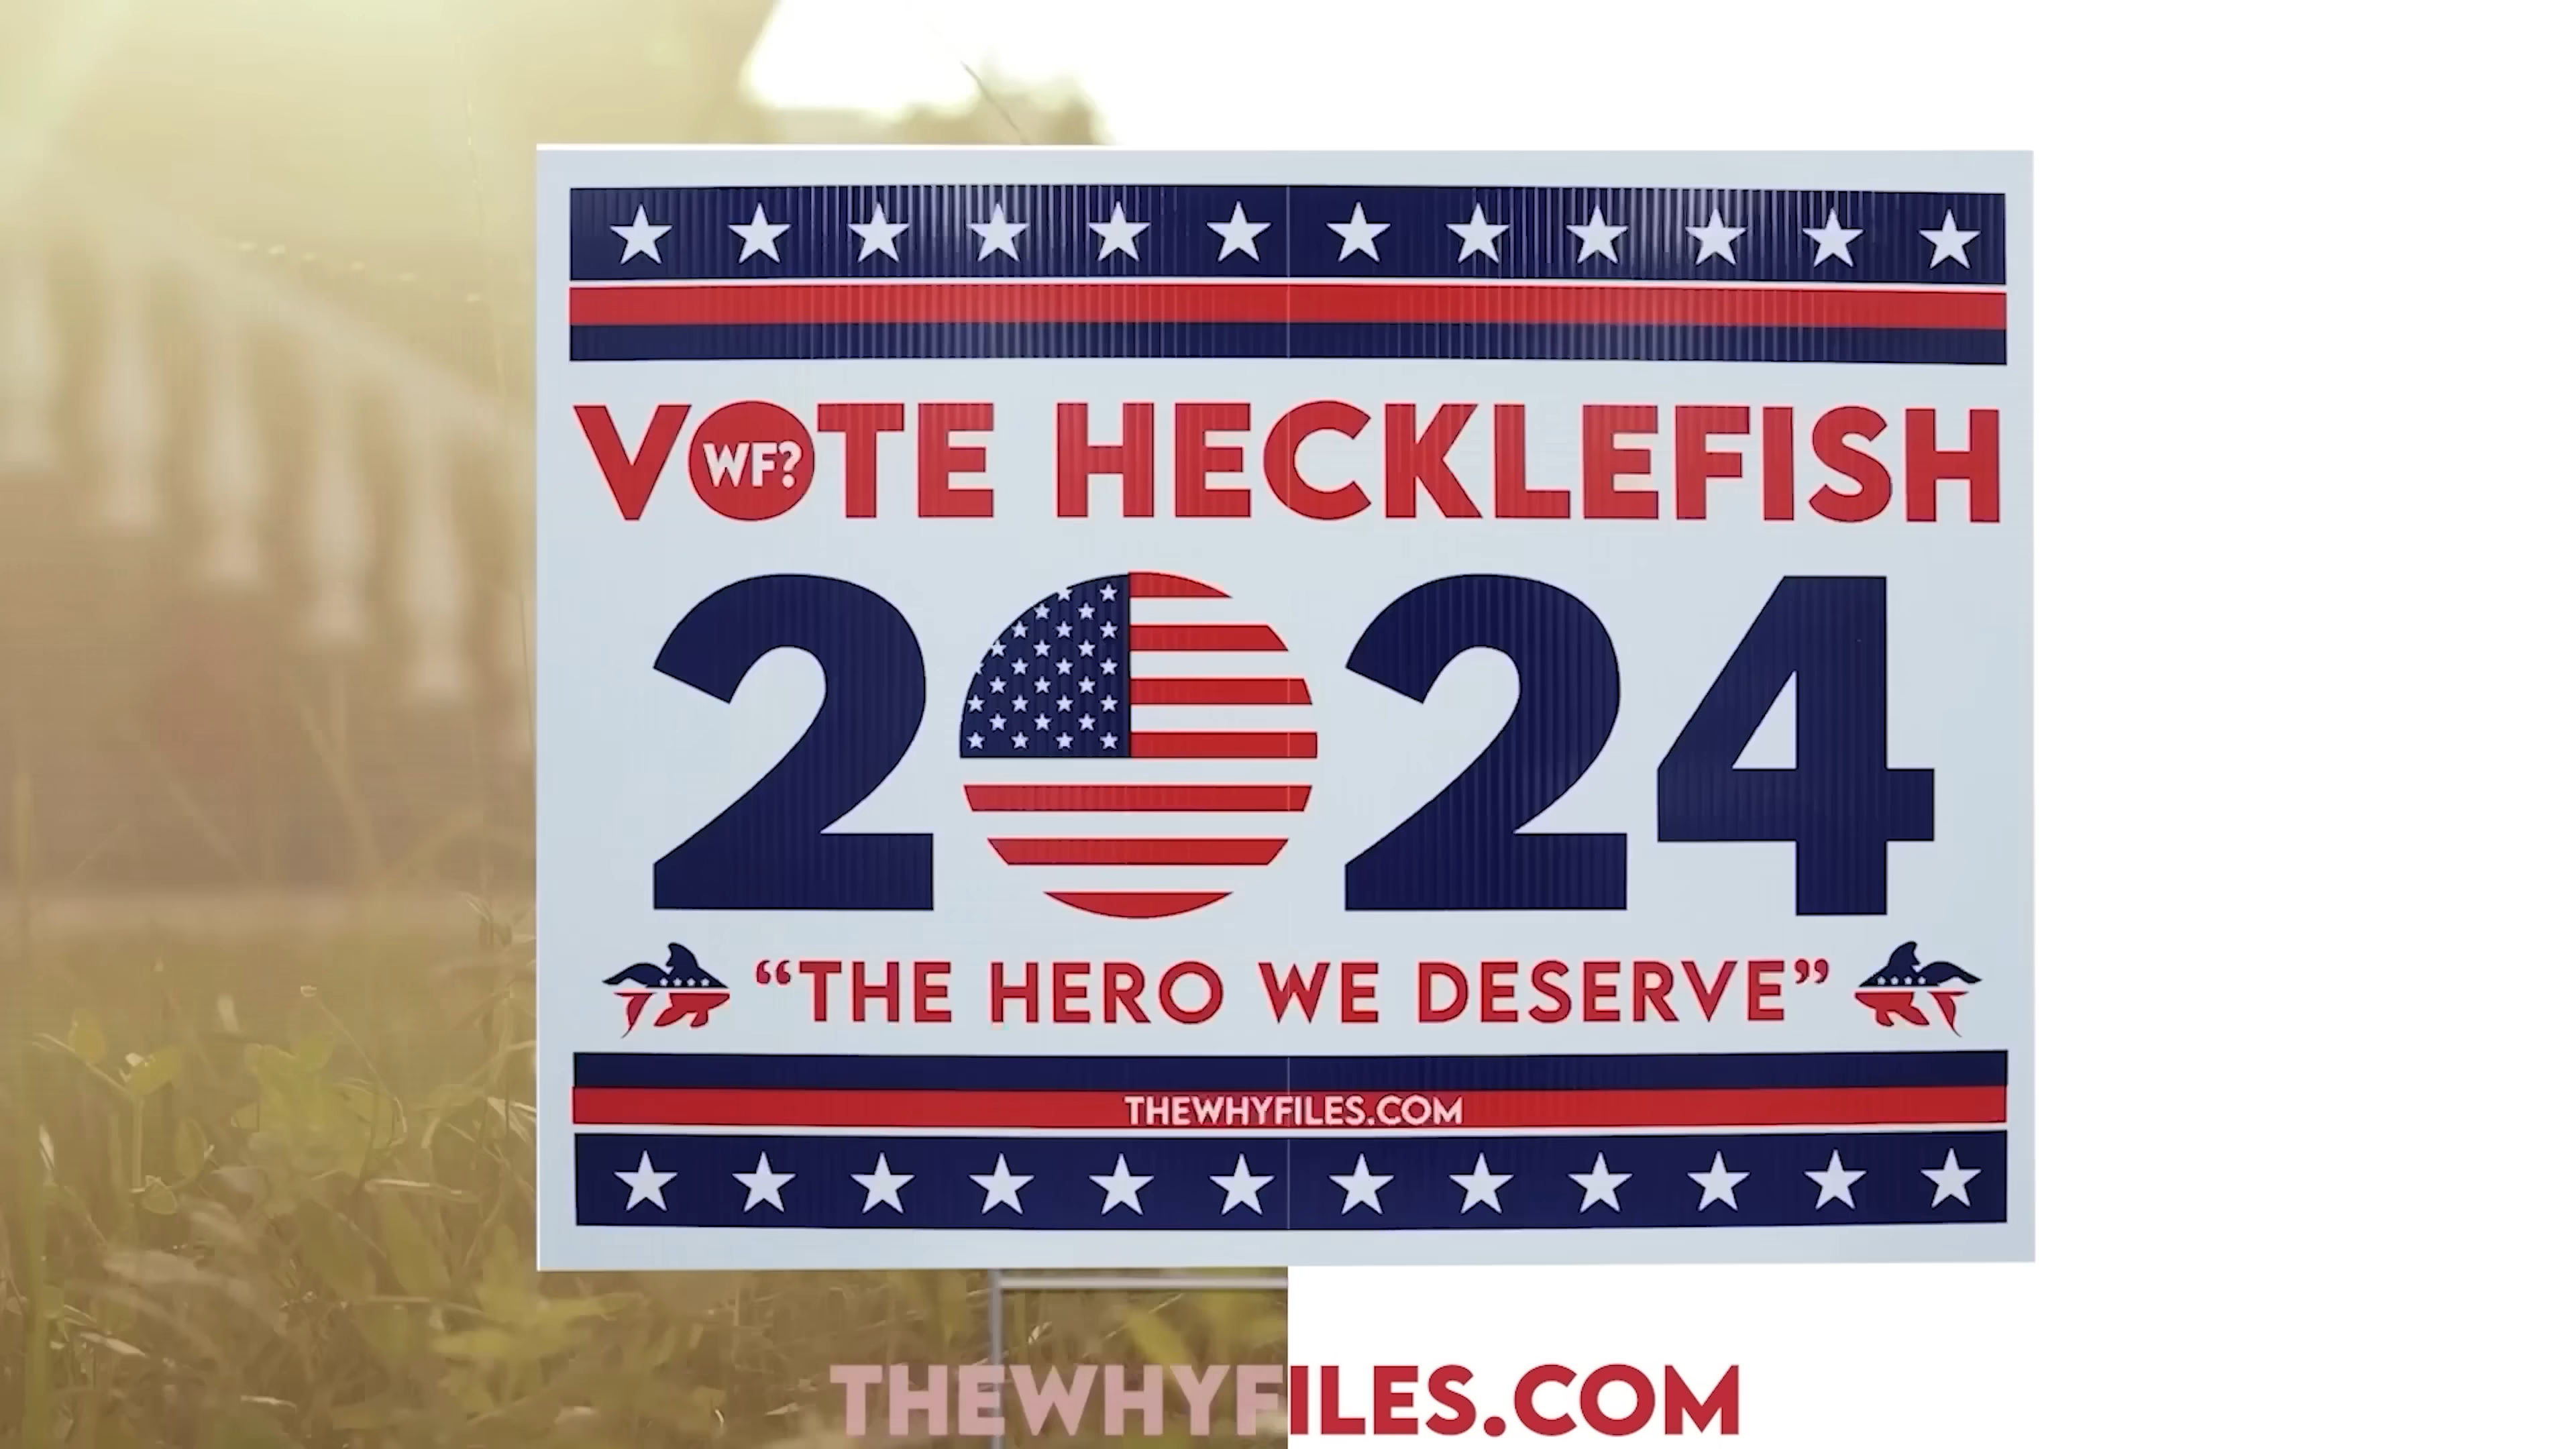 VOTE HECKLEFISH
WF?
2024
“THE HERO WE DESERVE”
THEWHYFILES.COM
THEWHYFILES.COM